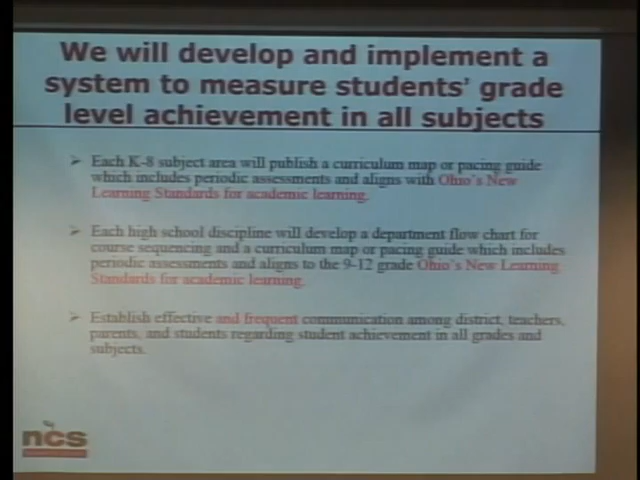 We will develop and implement a
system to measure students' grade
level achievement in all subjects
Each K-8 subject area will publish a curriculum map or pacing guide
which includes periodic assessments and aligns with Ohio's New
Learning Standards for academic learning.
Each high school discipline will develop a department flow chart for
course sequencing and a curriculum map or pacing guide which includes
periodic assessments and aligns to the 9-12 grade Ohio's New Learning
Standards for academic learning.
Establish effective and frequent communication among district, teachers,
parents, and students regarding student achievement in all grades and
subjects.
ncs